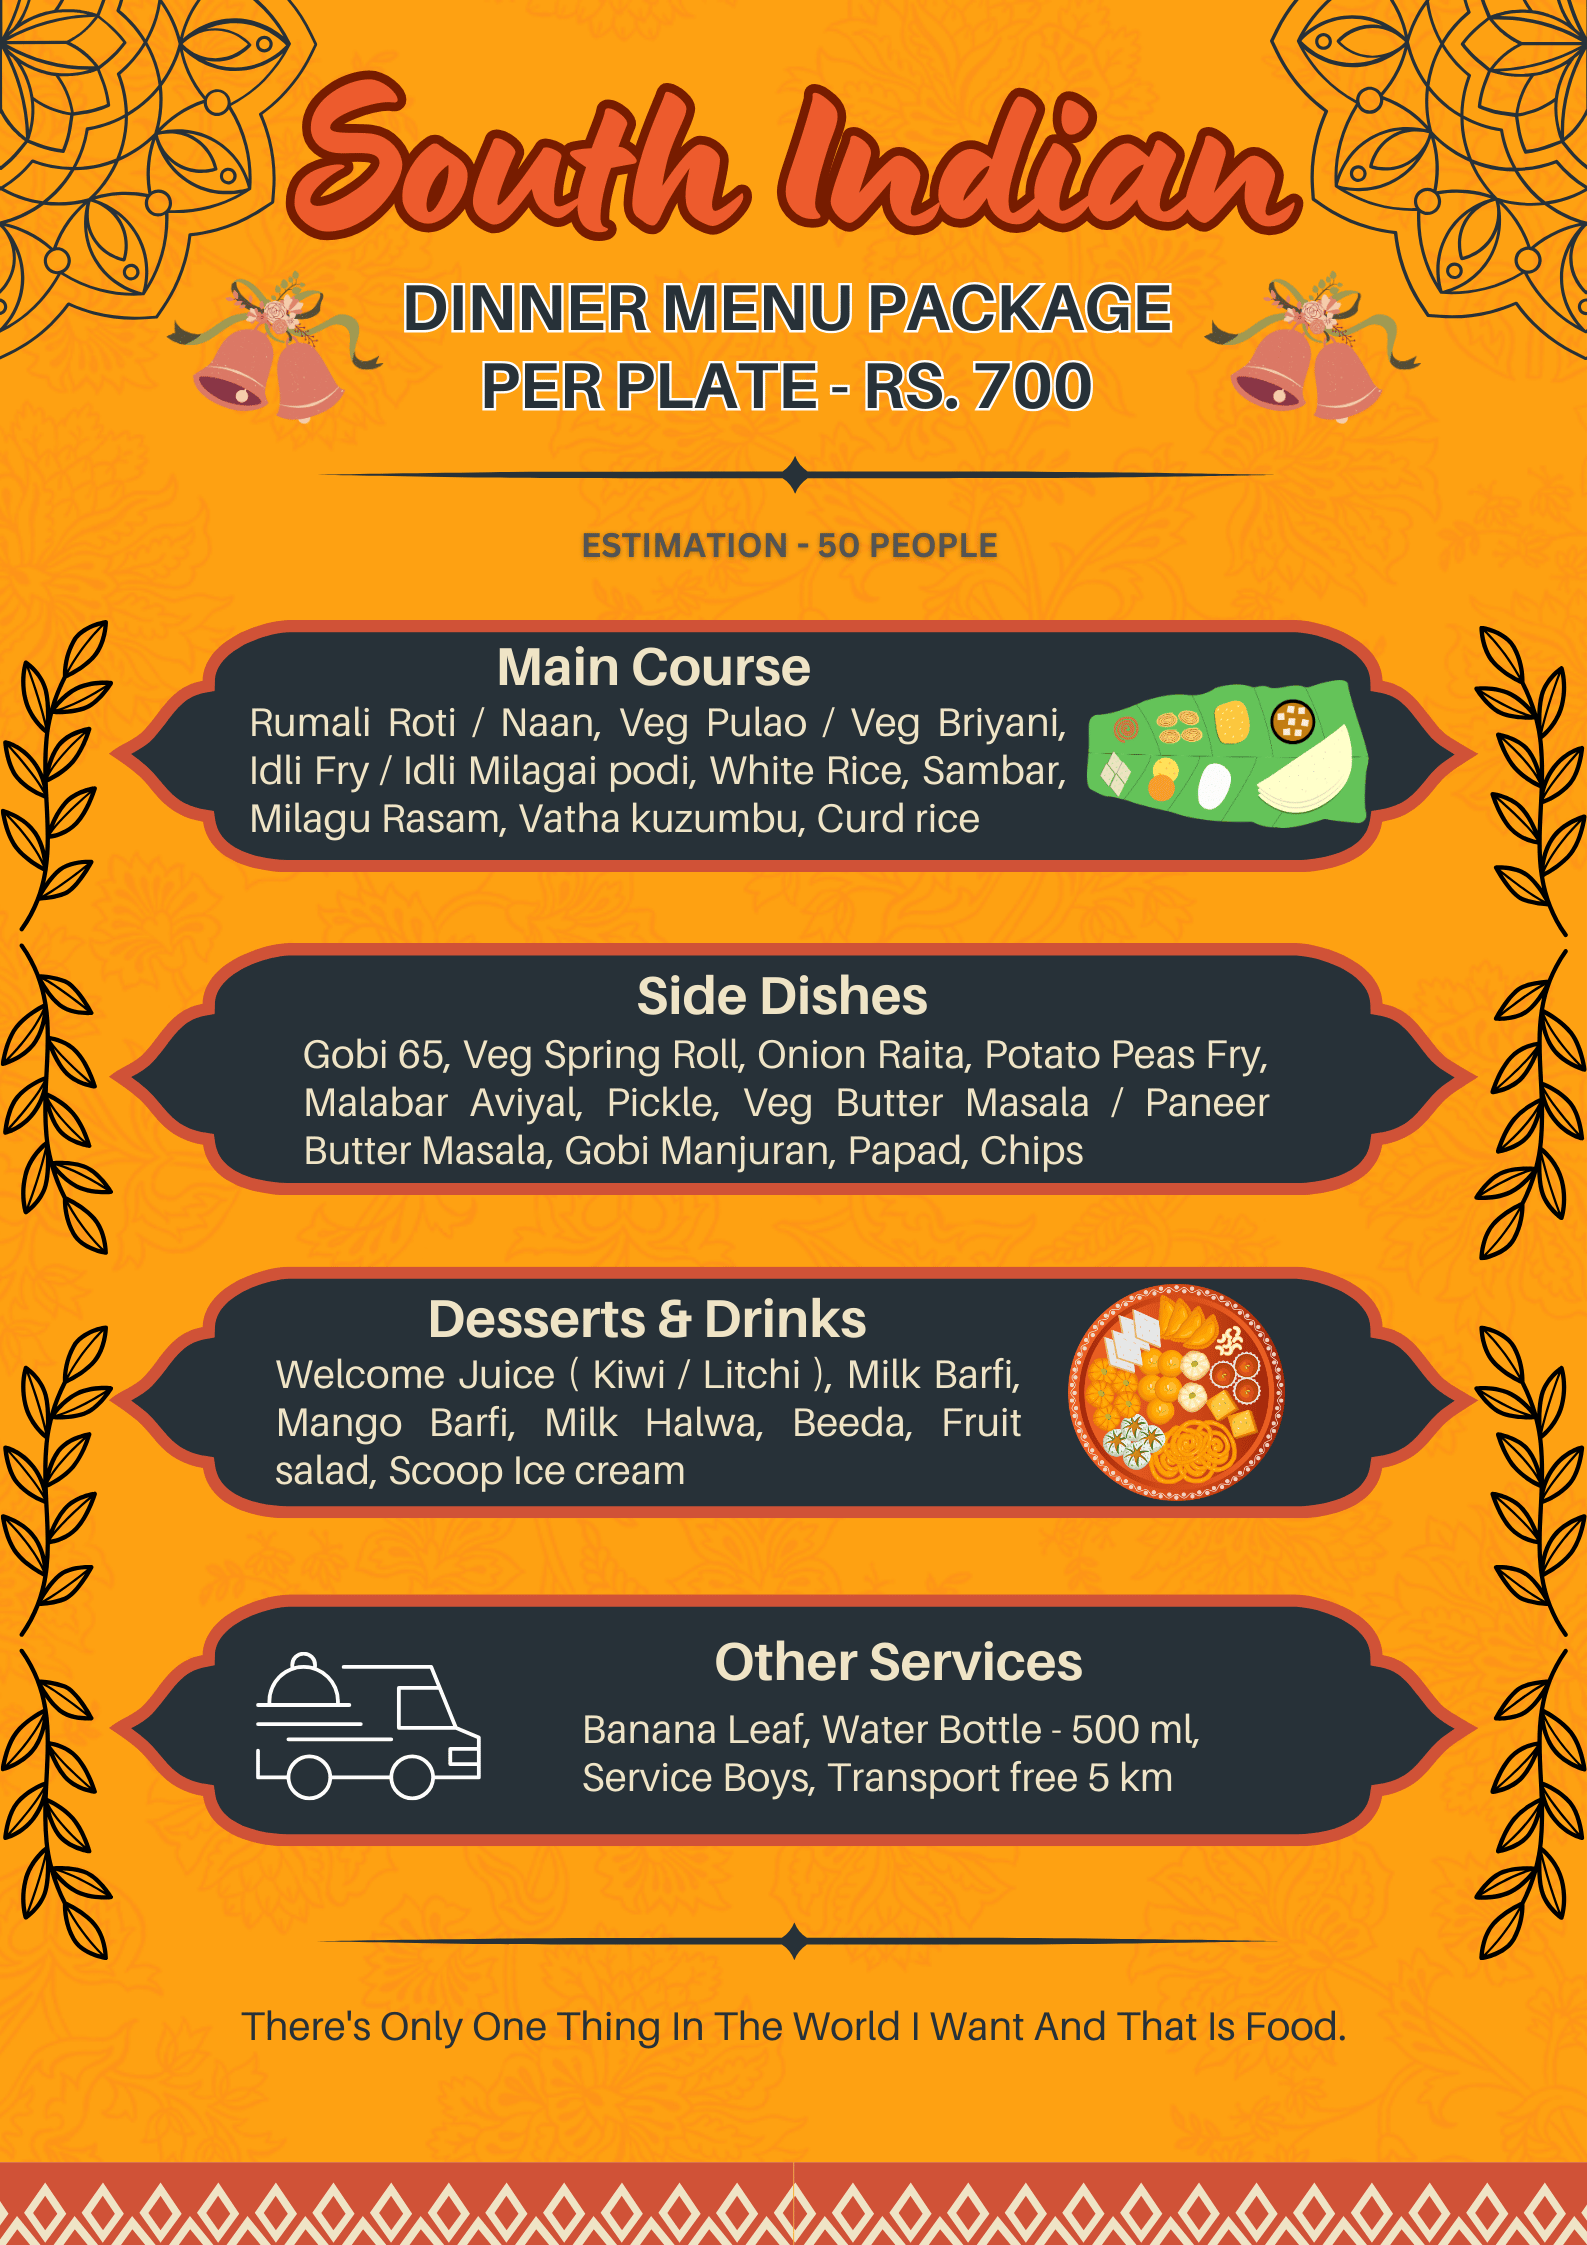 South Indian
DINNER MENU PACKAGE
PER PLATE - RS. 700
ESTIMATION - 50 PEOPLE
Main Course
Rumali Roti / Naan, Veg Pulao / Veg Briyani,
Idli Fry / Idli Milagai podi, White Rice, Sambar,
Milagu Rasam, Vatha kuzumbu, Curd rice
Side Dishes
Gobi 65, Veg Spring Roll, Onion Raita, Potato Peas Fry,
Malabar Aviyal, Pickle, Veg Butter Masala / Paneer
Butter Masala, Gobi Manjuran, Papad, Chips
Desserts & Drinks
Welcome Juice ( Kiwi / Litchi ), Milk Barfi,
Mango Barfi, Milk Halwa, Beeda, Fruit
salad, Scoop Ice cream
Other Services
Banana Leaf, Water Bottle - 500 ml,
Service Boys, Transport free 5 km
There's Only One Thing In The World I Want And That Is Food.